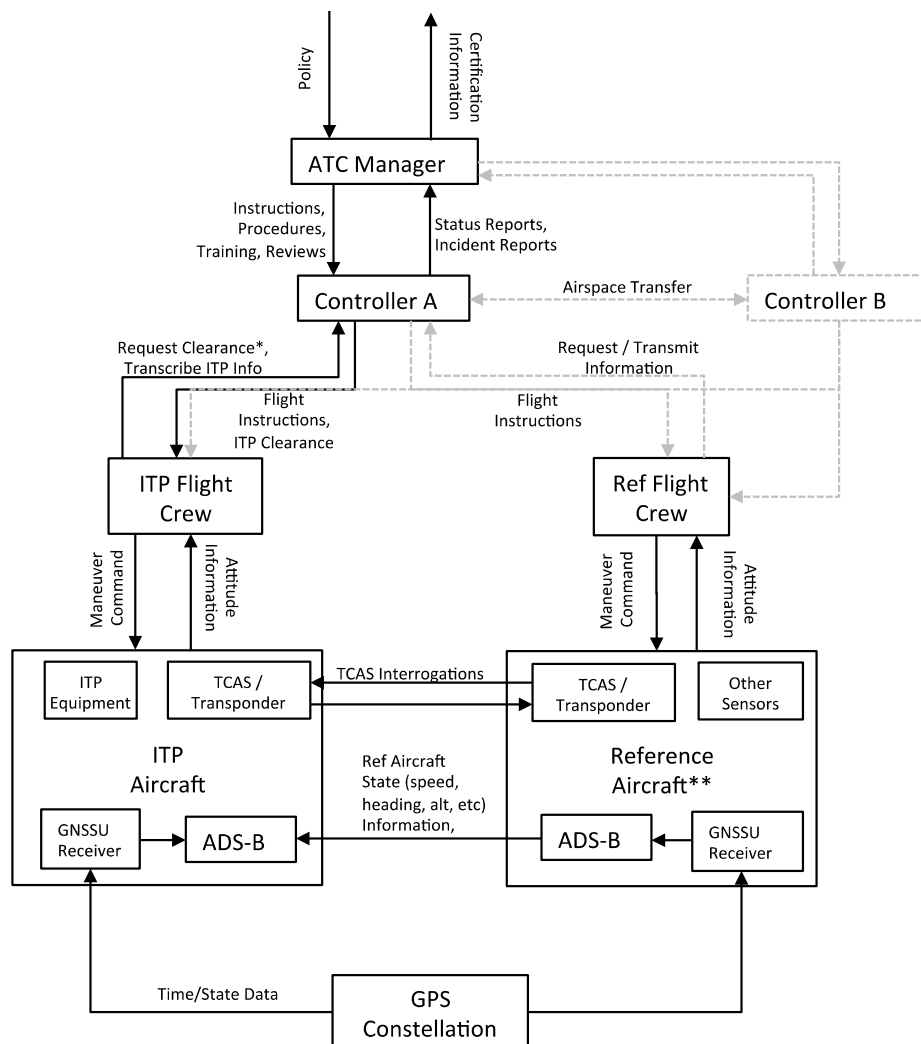 Policy
Certification
Information
ATC Manager
Instructions,
Procedures,
Training, Reviews
Status Reports,
Incident Reports
Controller A
Airspace Transfer
Controller B
Request Clearance*,
Transcribe ITP Info
Request / Transmit
Information
Flight
Instructions,
ITP Clearance
Flight
Instructions
ITP Flight
Crew
Ref Flight
Crew
Maneuver
Command
Attitude
Information
Maneuver
Command
Attitude
Information
ITP
Equipment
TCAS /
Transponder
TCAS Interrogations
TCAS /
Transponder
Other
Sensors
ITP
Aircraft
Ref Aircraft
State (speed,
heading, alt, etc)
Information,
Reference
Aircraft**
GNSSU
Receiver
ADS-B
ADS-B
GNSSU
Receiver
Time/State Data
GPS
Constellation